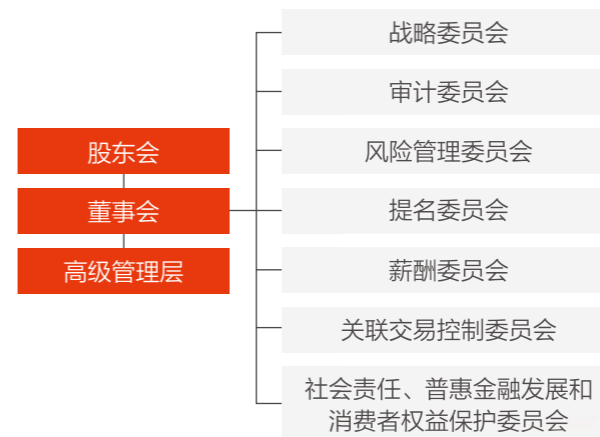 股东会
董事会
高级管理层
战略委员会
审计委员会
风险管理委员会
提名委员会
薪酬委员会
关联交易控制委员会
社会责任、普惠金融发展和
消费者权益保护委员会